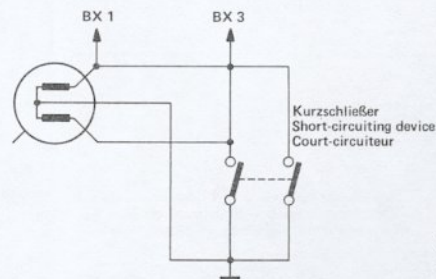 BX 1 BX 3
Kurzschließer
Short-circuiting device
Court-circuiteur